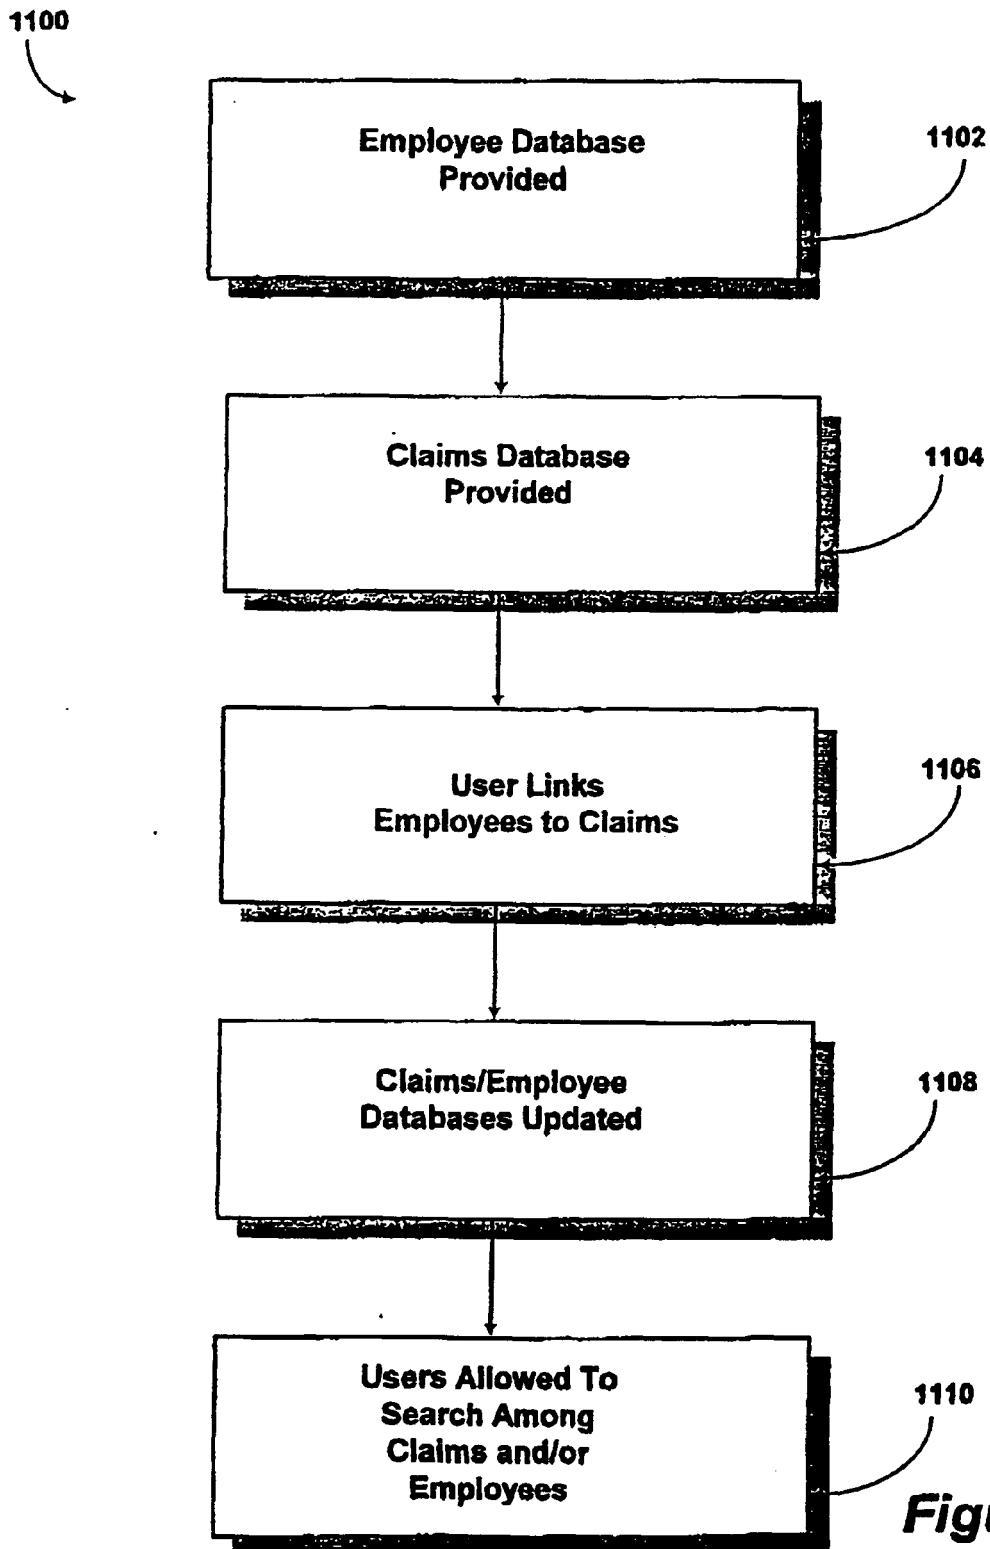 1100
Employee Database
Provided
1102
Claims Database
Provided
1104
User Links
Employees to Claims
1106
Claims/Employee
Databases Updated
1108
Users Allowed To
Search Among
Claims and/or
Employees
1110